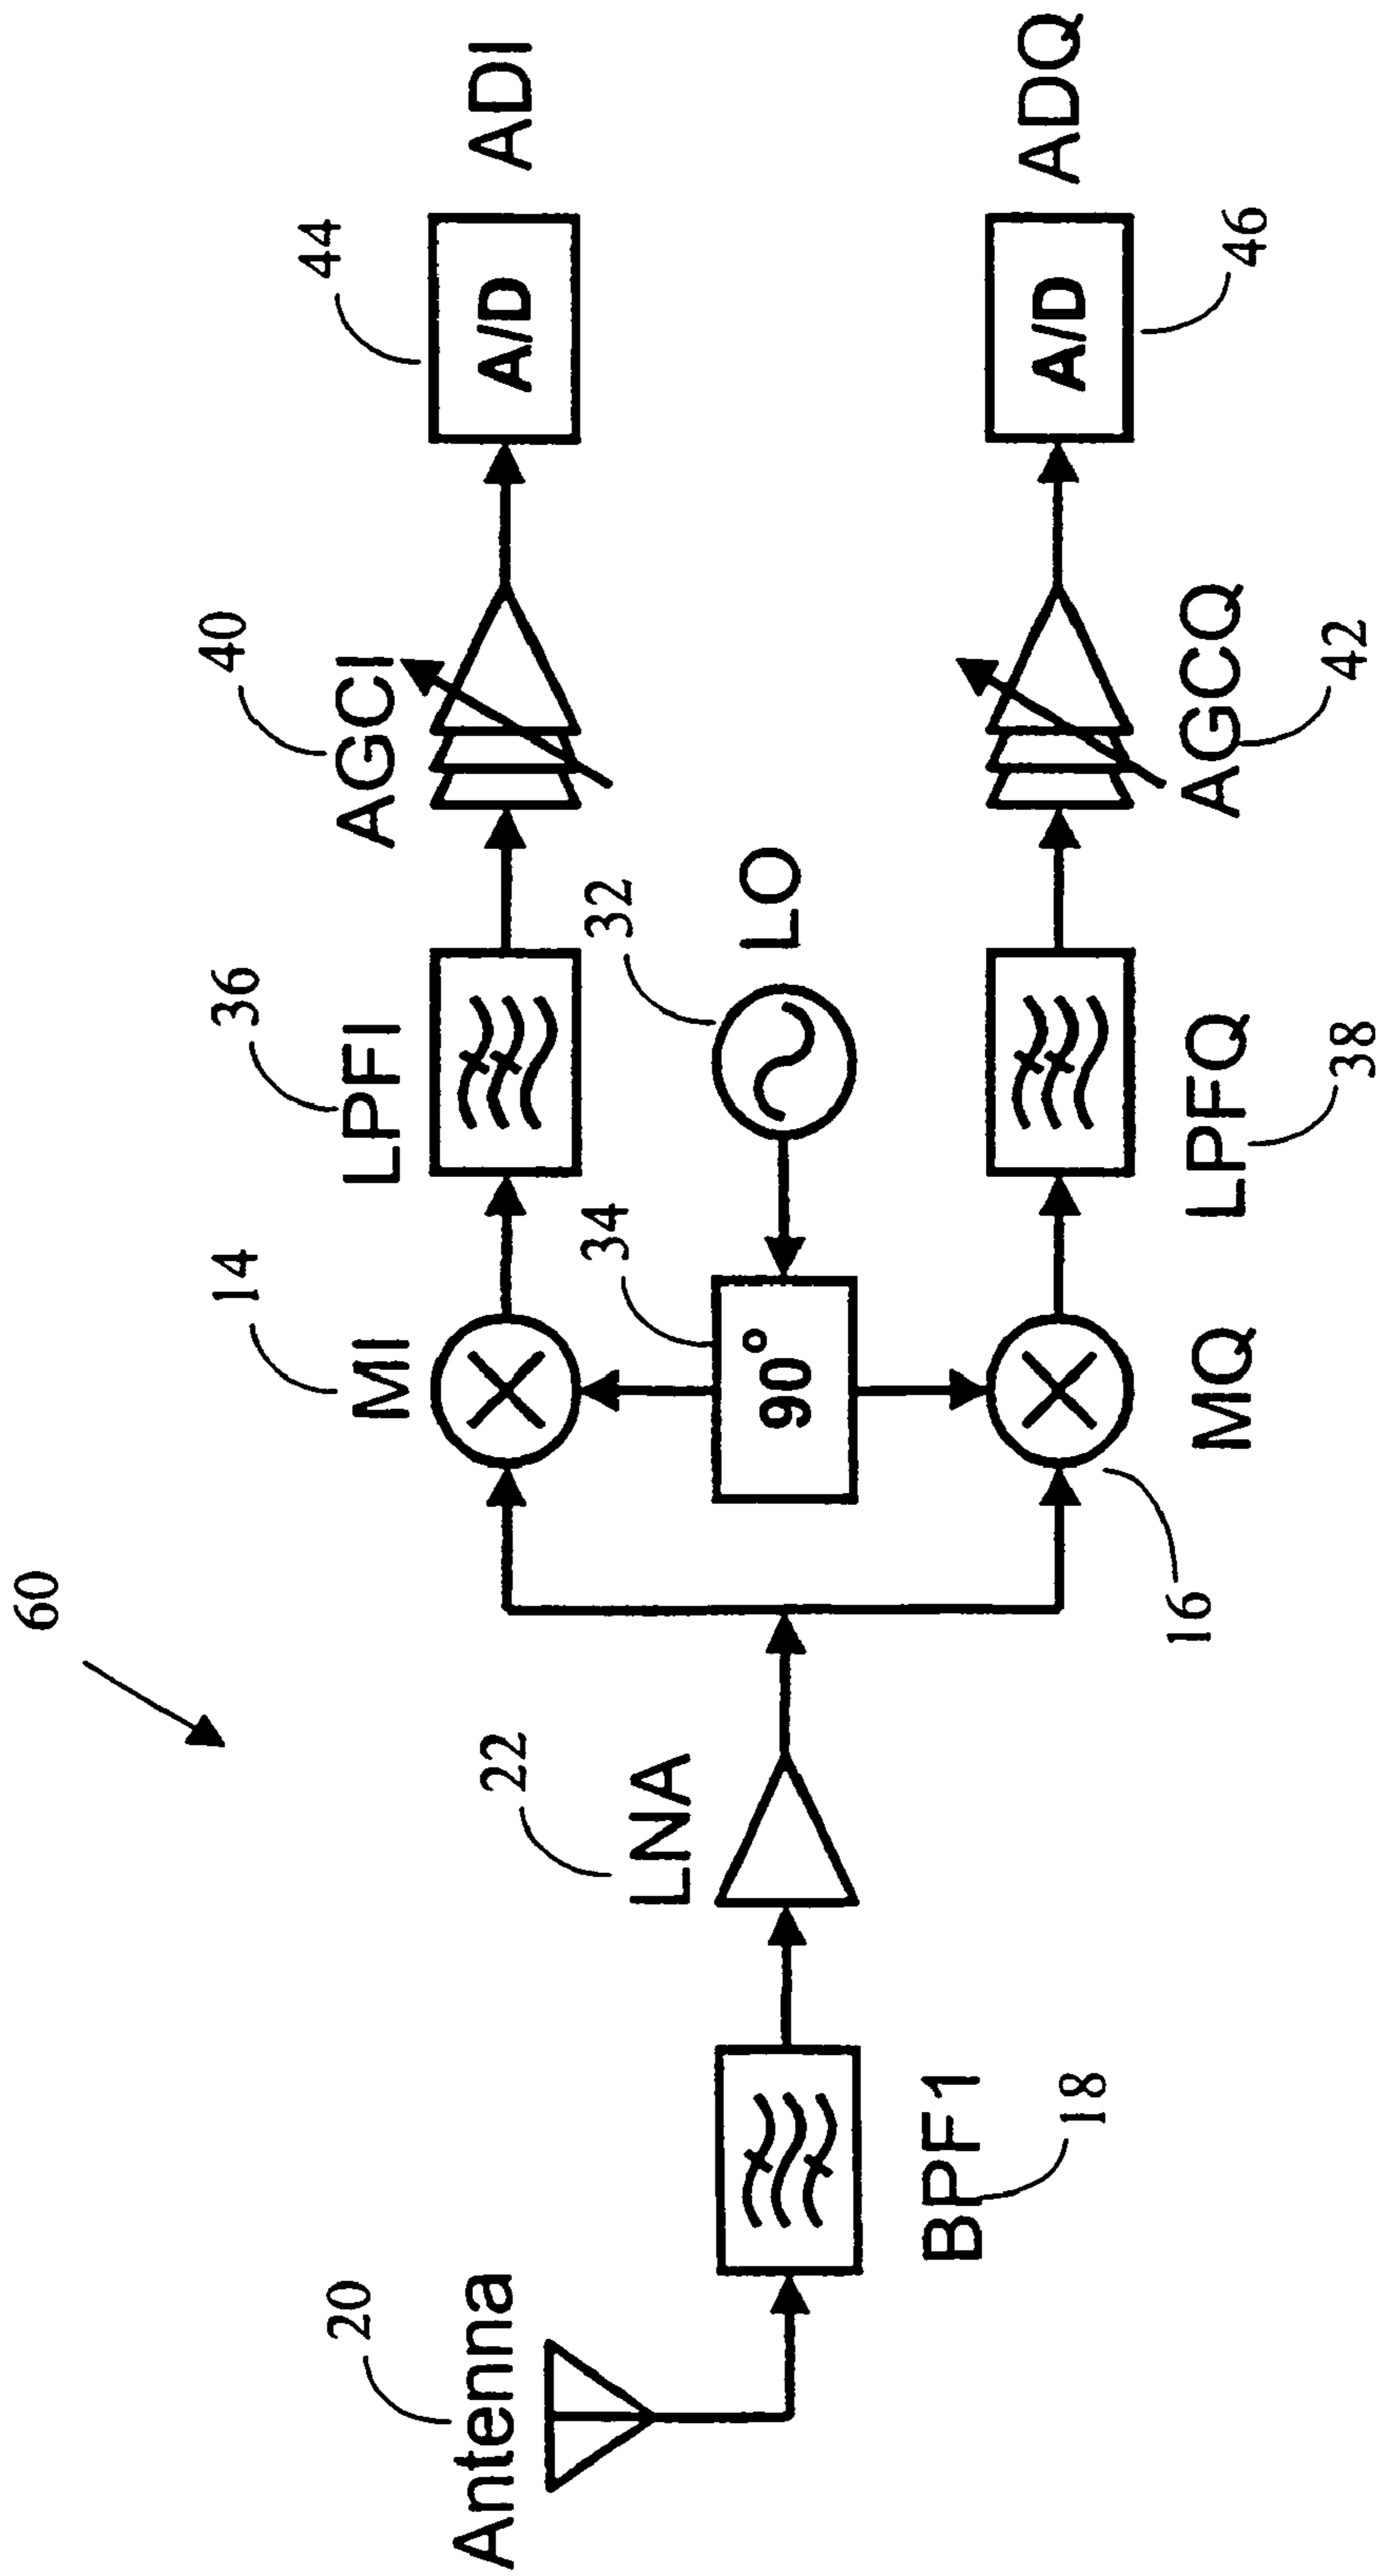 60
Antenna
20
BPF1
18
LNA
22
MI
14
90°
34
MQ
16
LO
32
LPFI
36
LPFQ
38
AGCI
40
AGCQ
42
A/D
44
ADI
A/D
46
ADQ